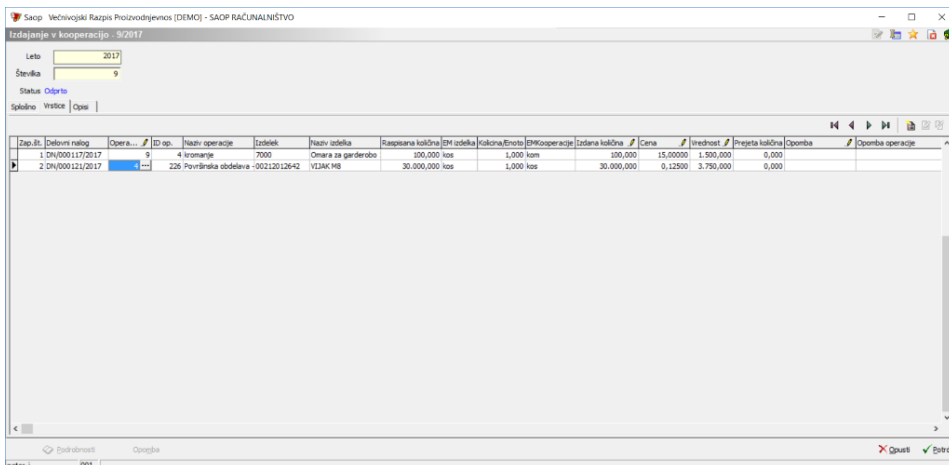 Saop Večnivojski Razpis Proizvodnjevnos [DEMO] - SAOP RAČUNALNIŠTVO
Izdajanje v kooperacijo - 9/2017
Leto 2017
Številka 9
Status Odprto
Splošno Vrstice Opisi
Zap.št. Delovni nalog Opera... ID op. Naziv operacije Izdelek Naziv izdelka Raspisana količina EM izdelka Kolicina/Enoto EMKooperacije Izdana količina Cena Vrednost Prejeta količina Opomba Opomba operacije
1 DN/000117/2017 9 4 kromanje 7000 Omara za garderobo 100,000 kos 1,000 kom 100,000 15,00000 1.500,000 0,000
2 DN/000121/2017 4 ... 226 Površinska obdelava - 00212012642 VIJAK M8 30.000,000 kos 1,000 kos 30.000,000 0,12500 3.750,000 0,000
Podrobnosti Opomba Opusti Potr
001